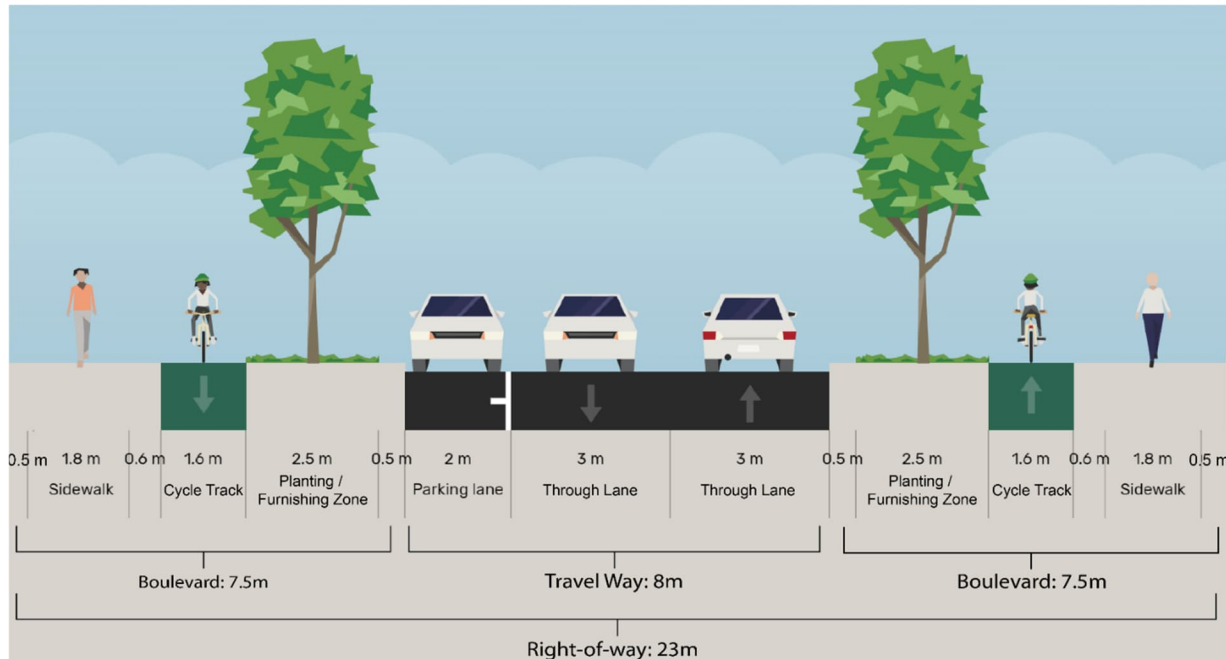 0.5 m 1.8 m 0.6 m 1.6 m 2.5 m 0.5 m 2 m 3 m 3 m 0.5 m 2.5 m 1.6 m 0.6 m 1.8 m 0.5 m
Sidewalk Cycle Track Planting / Parking lane Through Lane Through Lane Planting / Cycle Track Sidewalk
Furnishing Zone Furnishing Zone
Boulevard: 7.5m Travel Way: 8m Boulevard: 7.5m
Right-of-way: 23m